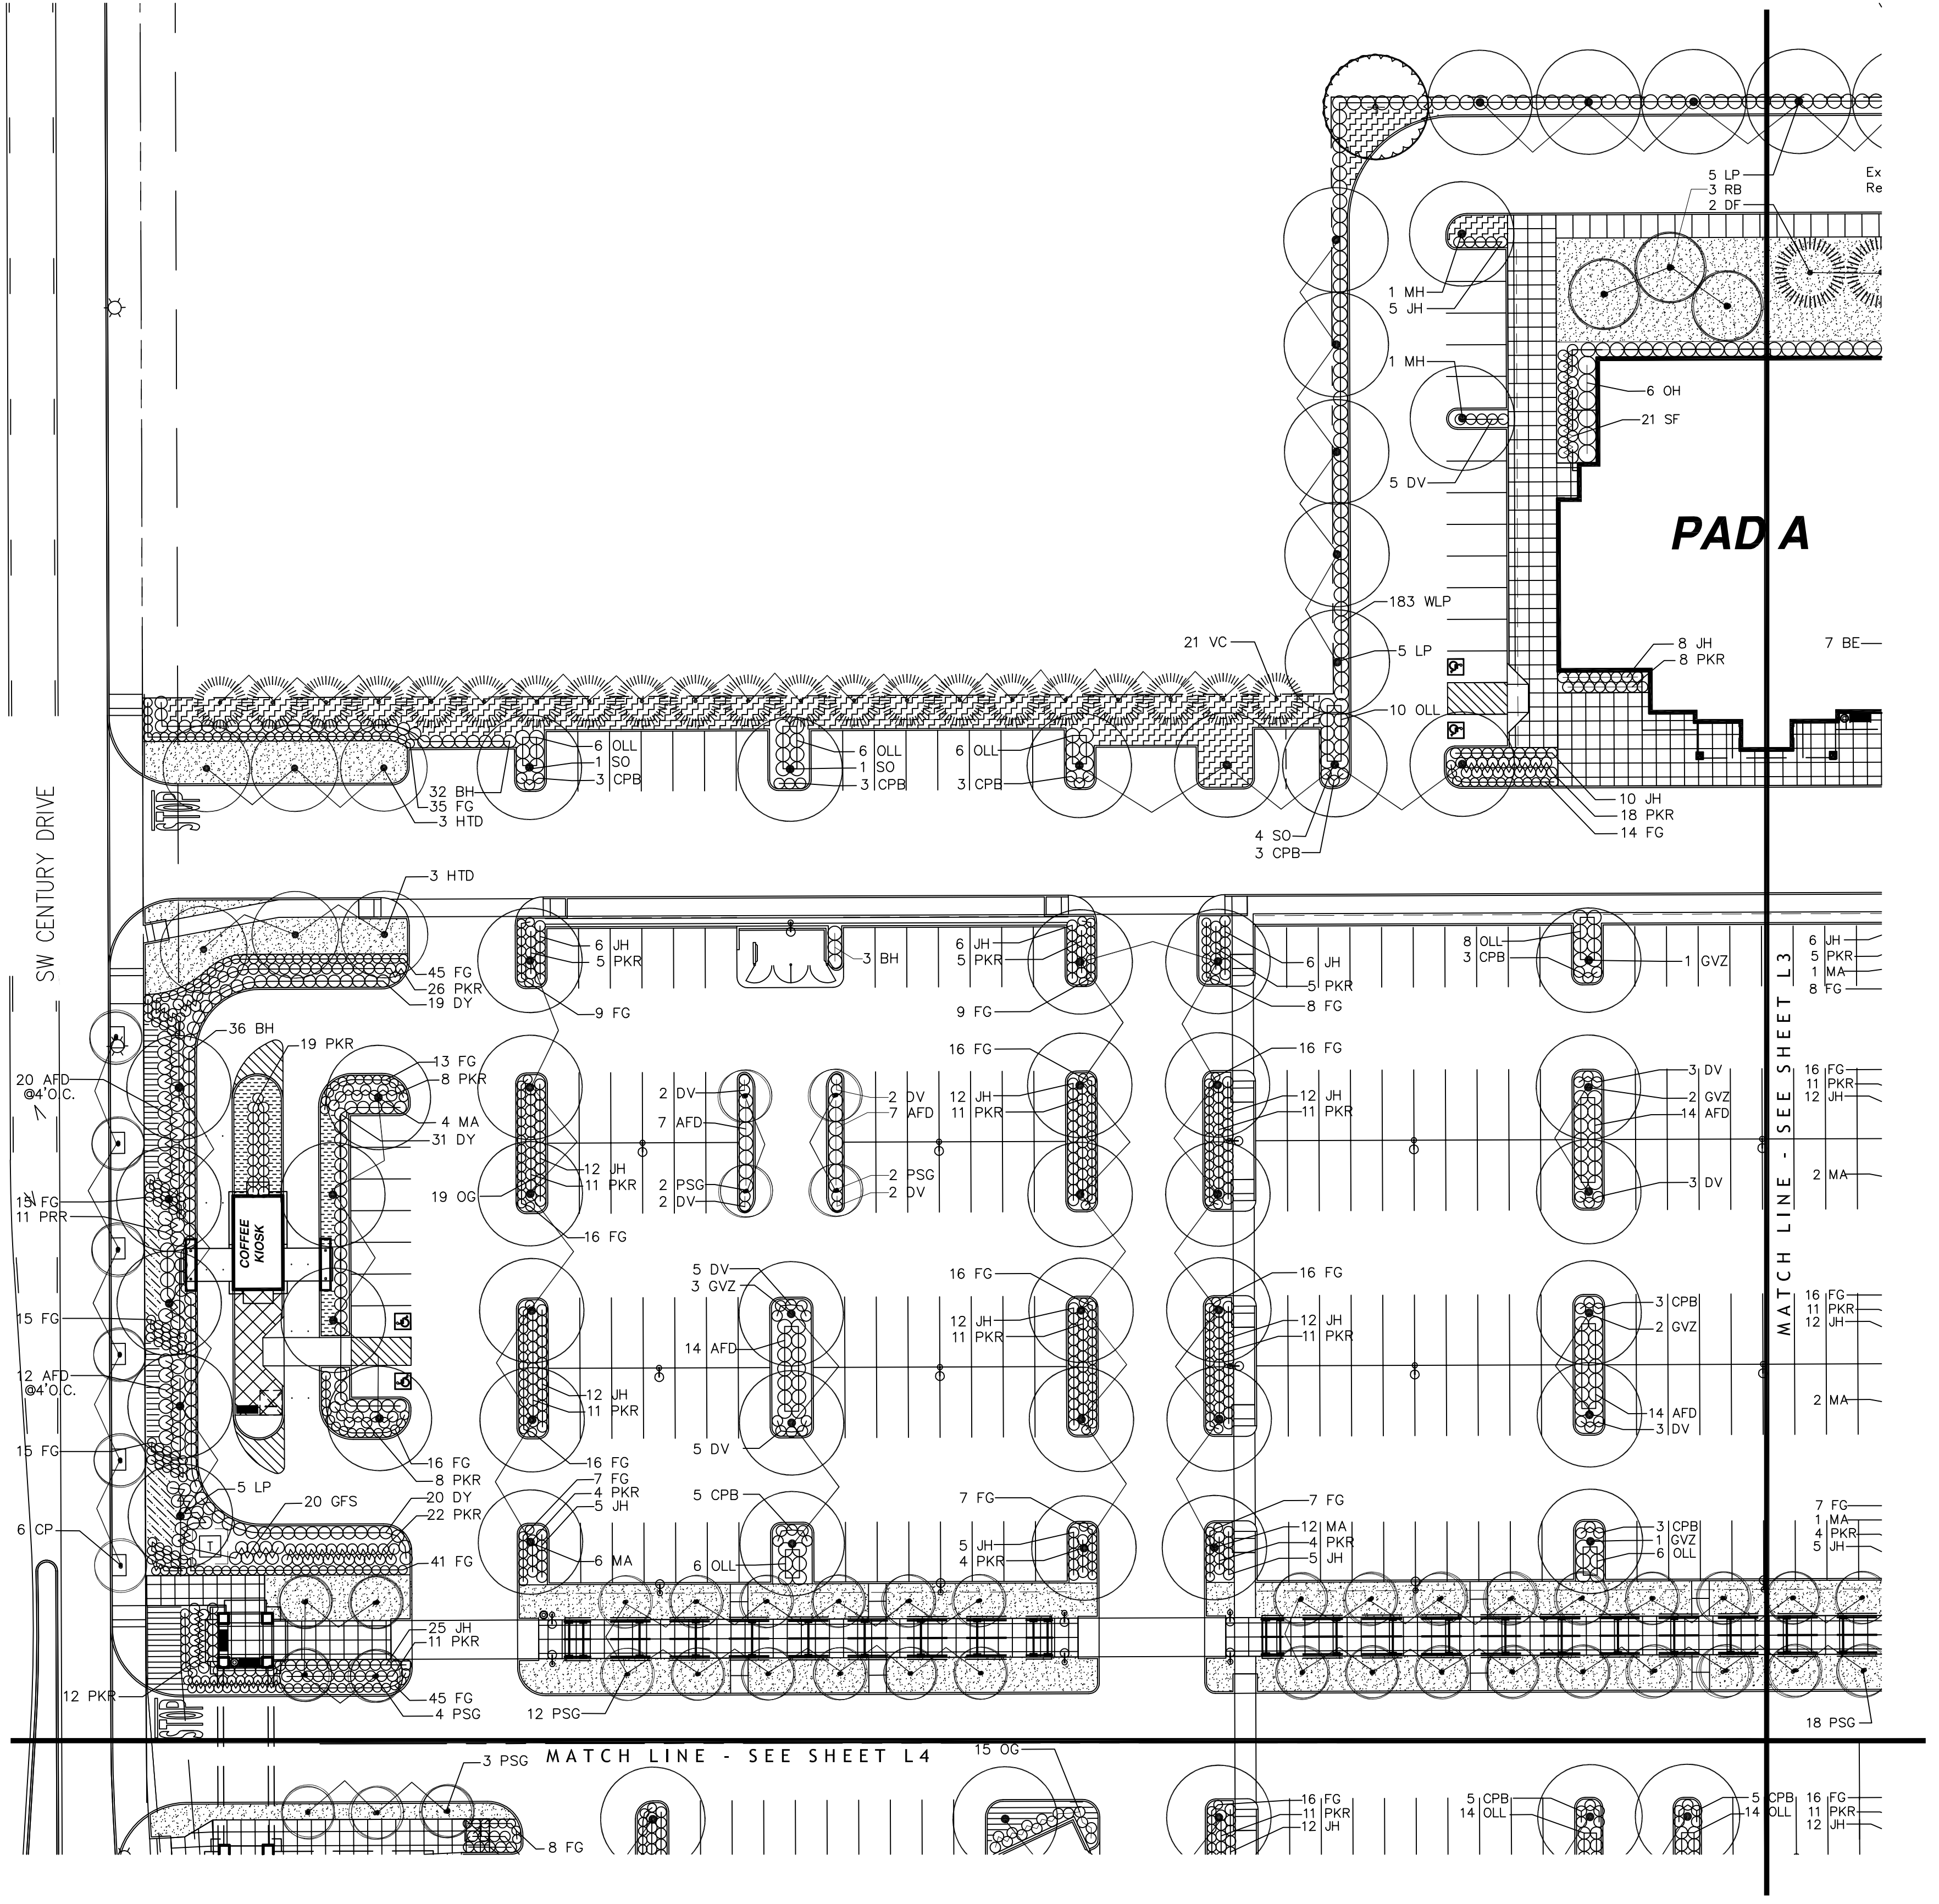 5 LP
3 RB
2 DF
Ex
Re
1 MH
5 JH
1 MH
6 OH
21 SF
5 DV
PAD A
183 WLP
21 VC
5 LP
8 JH
8 PKR
7 BE
10 OLL
6 OLL
1 SO
3 CPB
6 OLL
1 SO
3 CPB
6 OLL
3 CPB
32 BH
35 FG
3 HTD
STOP
10 JH
18 PKR
14 FG
4 SO
3 CPB
SW CENTURY DRIVE
3 HTD
6 JH
5 PKR
3 BH
6 JH
5 PKR
6 JH
5 PKR
8 FG
8 OLL
3 CPB
1 GVZ
6 JH
5 PKR
1 MA
8 FG
45 FG
26 PKR
19 DY
9 FG
9 FG
36 BH
19 PKR
13 FG
8 PKR
4 MA
31 DY
20 AFD
@4'O.C.
16 FG
16 FG
2 DV
7 AFD
2 DV
7 AFD
12 JH
11 PKR
12 JH
11 PKR
3 DV
2 GVZ
14 AFD
16 FG
11 PKR
12 JH
12 JH
11 PKR
19 OG
2 PSG
2 DV
2 PSG
2 DV
3 DV
2 MA
15 FG
11 PRR
16 FG
COFFEE
KIOSK
MATCH LINE - SEE SHEET L3
5 DV
3 GVZ
16 FG
16 FG
15 FG
14 AFD
12 JH
11 PKR
12 JH
11 PKR
3 CPB
2 GVZ
16 FG
11 PKR
12 JH
12 AFD
@4'O.C.
12 JH
11 PKR
14 AFD
3 DV
2 MA
15 FG
5 DV
16 FG
8 PKR
16 FG
7 FG
4 PKR
5 JH
5 LP
20 GFS
20 DY
22 PKR
5 CPB
7 FG
7 FG
12 MA
4 PKR
5 JH
3 CPB
1 GVZ
6 OLL
7 FG
1 MA
4 PKR
5 JH
6 CP
T
41 FG
6 MA
6 OLL
5 JH
4 PKR
25 JH
11 PKR
12 PKR
45 FG
4 PSG
12 PSG
18 PSG
STOP
MATCH LINE - SEE SHEET L4
3 PSG
15 OG
8 FG
16 FG
11 PKR
12 JH
5 CPB
14 OLL
5 CPB
14 OLL
16 FG
11 PKR
12 JH